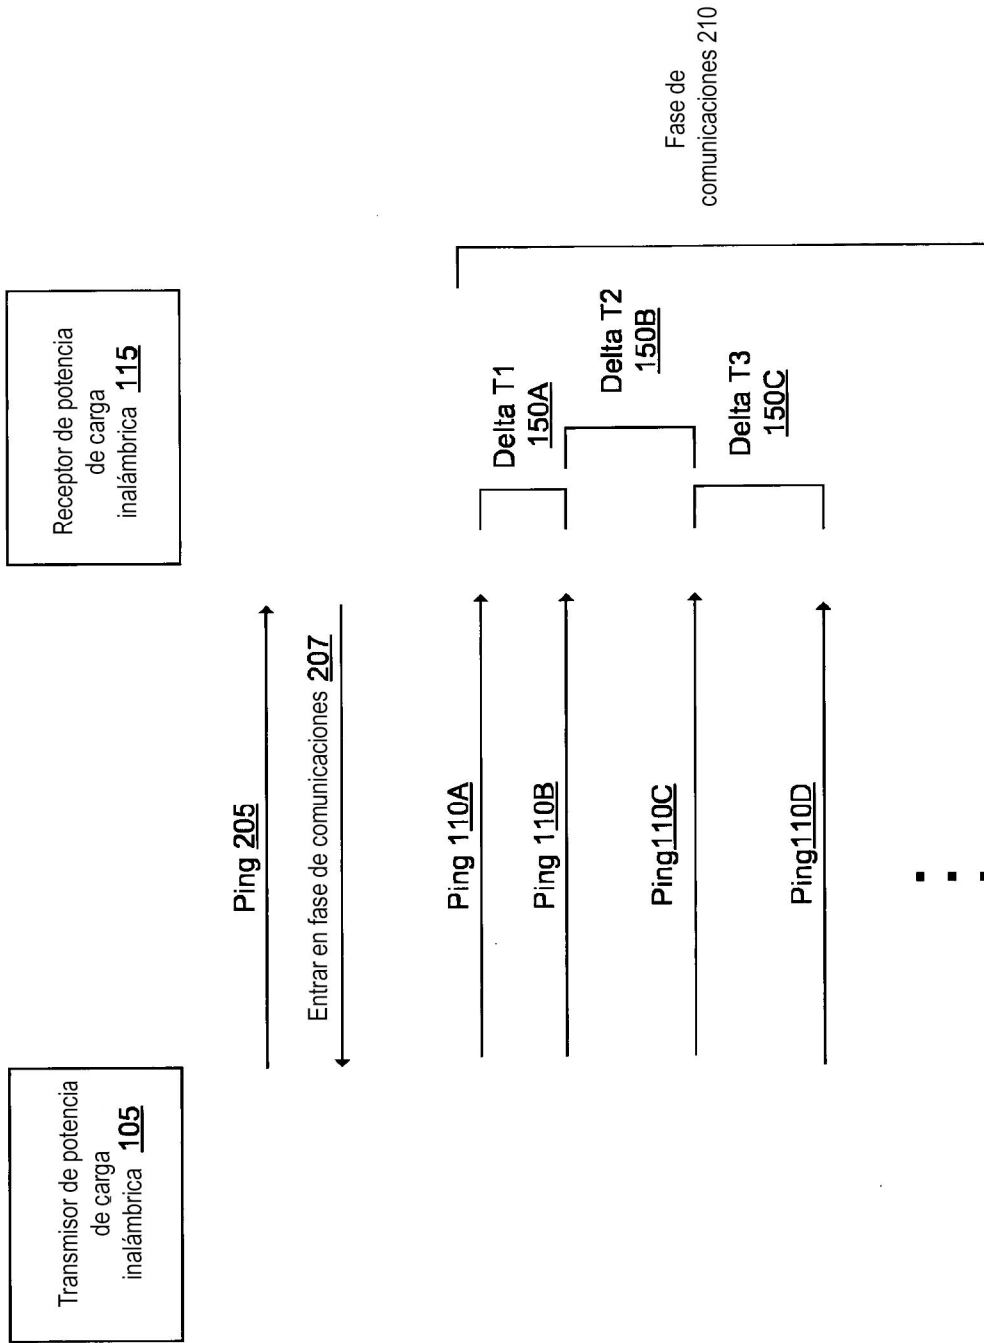 Transmisor de potencia
de carga
inalámbrica 105
Receptor de potencia
de carga
inalámbrica 115
Ping 205
Entrar en fase de comunicaciones 207
Ping 110A
Delta T1
150A
Ping 110B
Delta T2
150B
Ping110C
Delta T3
150C
Ping110D
Fase de
comunicaciones 210